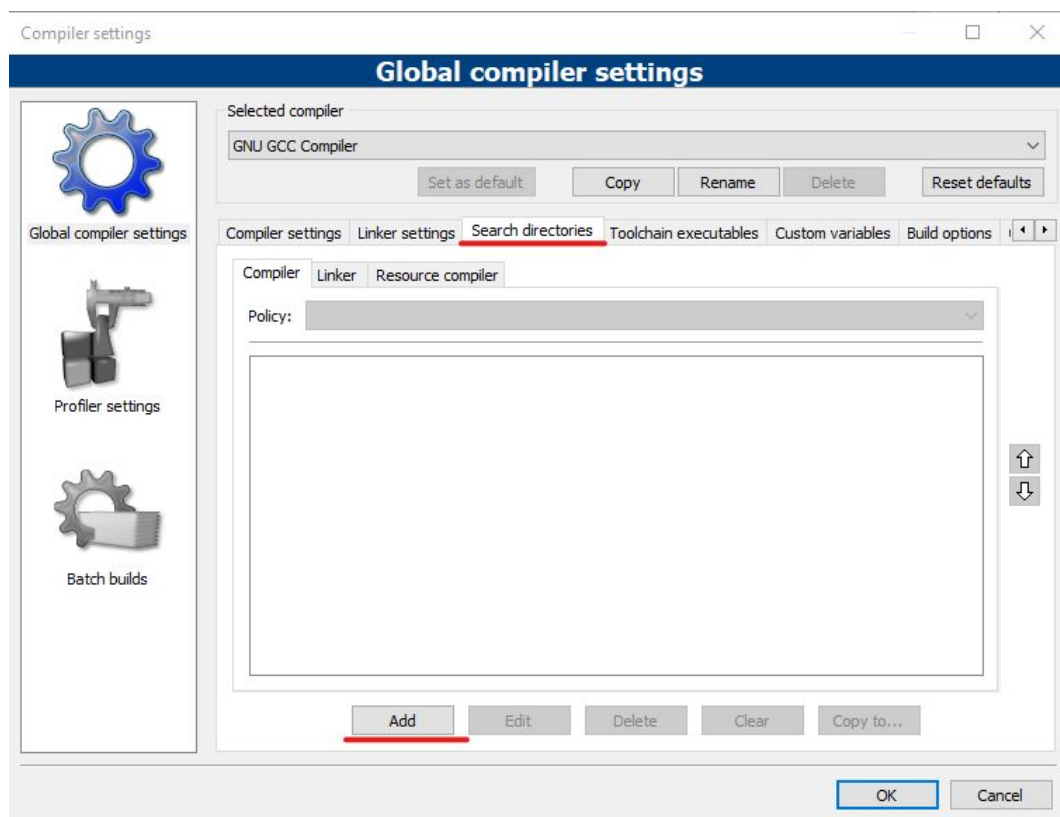 Compiler settings
Global compiler settings
Global compiler settings
Profiler settings
Batch builds
Selected compiler
GNU GCC Compiler
Set as default Copy Rename Delete Reset defaults
Compiler settings Linker settings Search directories Toolchain executables Custom variables Build options
Compiler Linker Resource compiler
Policy:
Add Edit Delete Clear Copy to...
OK Cancel